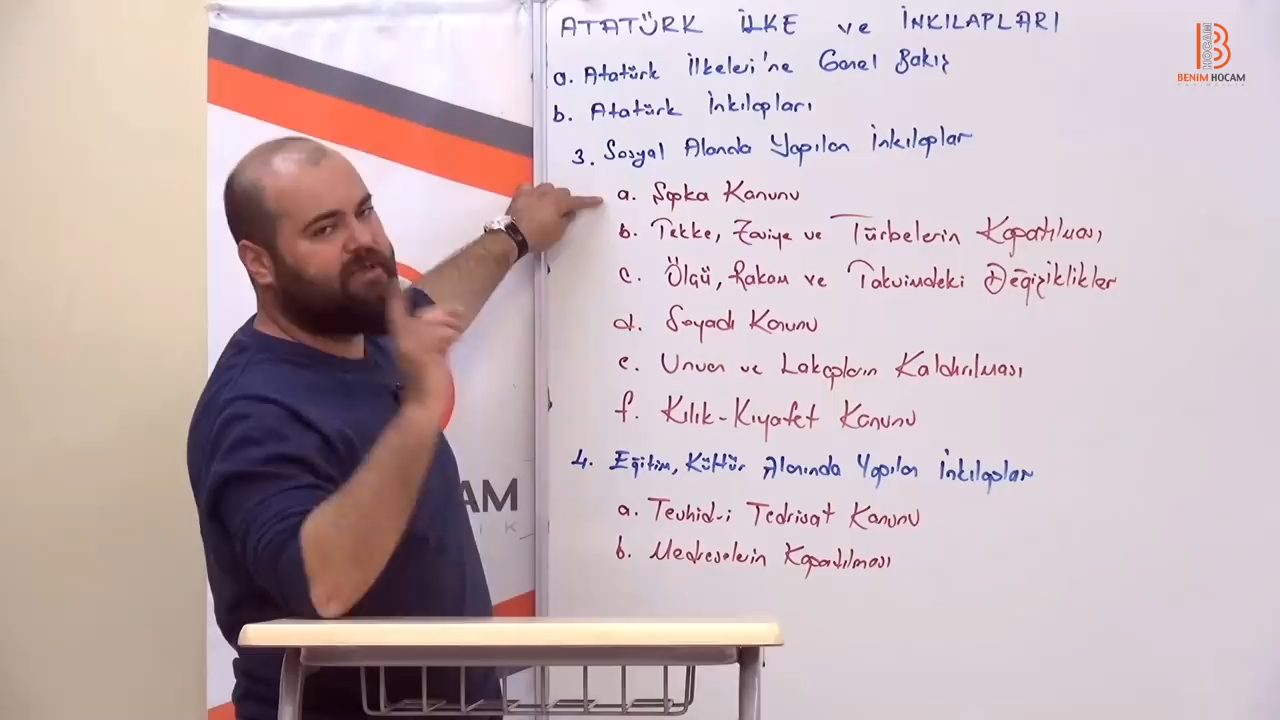 ATATÜRK İLKE ve İNKILAPLARI
a. Atatürk İlkeleri'ne Genel Bakış
b. Atatürk İnkılapları
3. Sosyal Alanda Yapılan İnkılaplar
a. Şapka Kanunu
b. Tekke, Zaviye ve Türbelerin Kapatılması
c. Ölçü, Rakam ve Takvimdeki Değişiklikler
d. Soyadı Kanunu
e. Unvan ve Lakapların Kaldırılması
f. Kılık-Kıyafet Kanunu
4. Eğitim, Kültür Alanında Yapılan İnkılaplar
a. Tevhid-i Tedrisat Kanunu
b. Medreselerin Kapatılması
B
HOCAM
BENİM HOCAM
AM
İ K